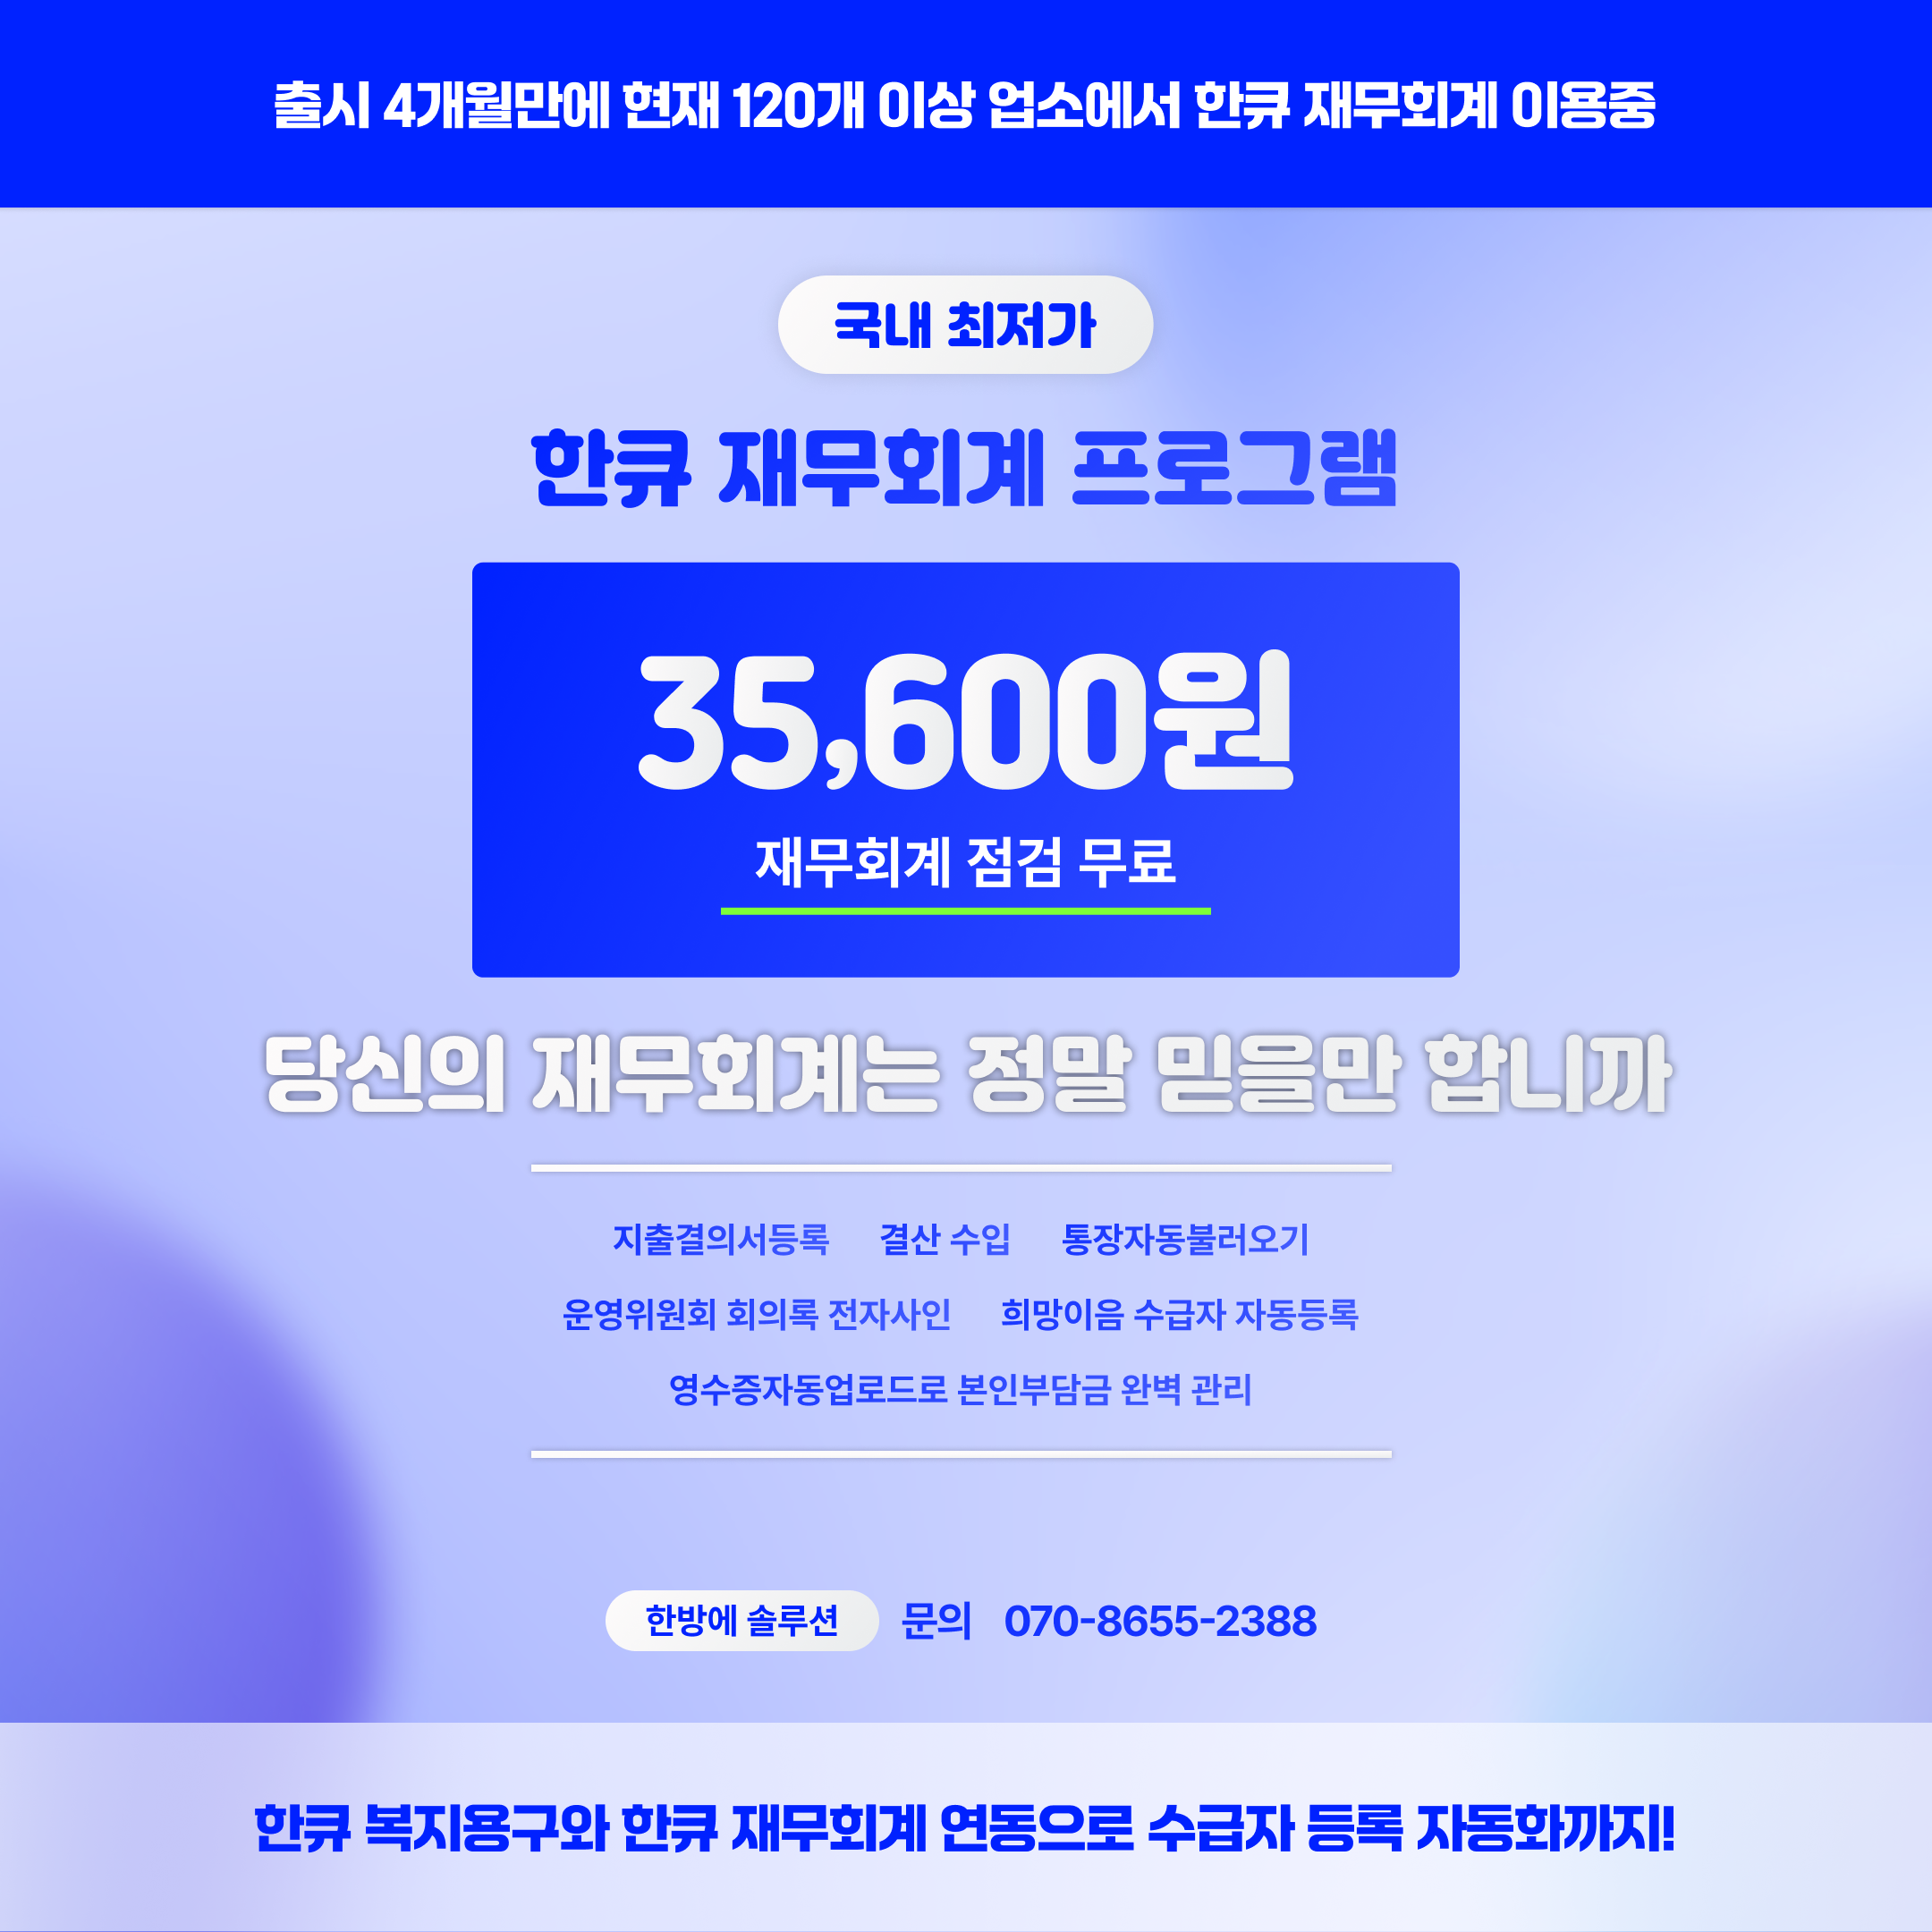 출시 4개월만에 현재 120개 이상 업소에서 한큐 재무회계 이용중
국내 최저가
한큐 재무회계 프로그램
35,600원
재무회계 점검 무료
당신의 재무회계는 정말 믿을만 합니까
지출결의서등록 결산 수입 통장자동불러오기
운영위원회 회의록 전자사인 희망이음 수급자 자동등록
영수증자동업로드로 본인부담금 완벽 관리
한방에 솔루션 문의 070-8655-2388
한큐 복지용구와 한큐 재무회계 연동으로 수급자 등록 자동화까지!